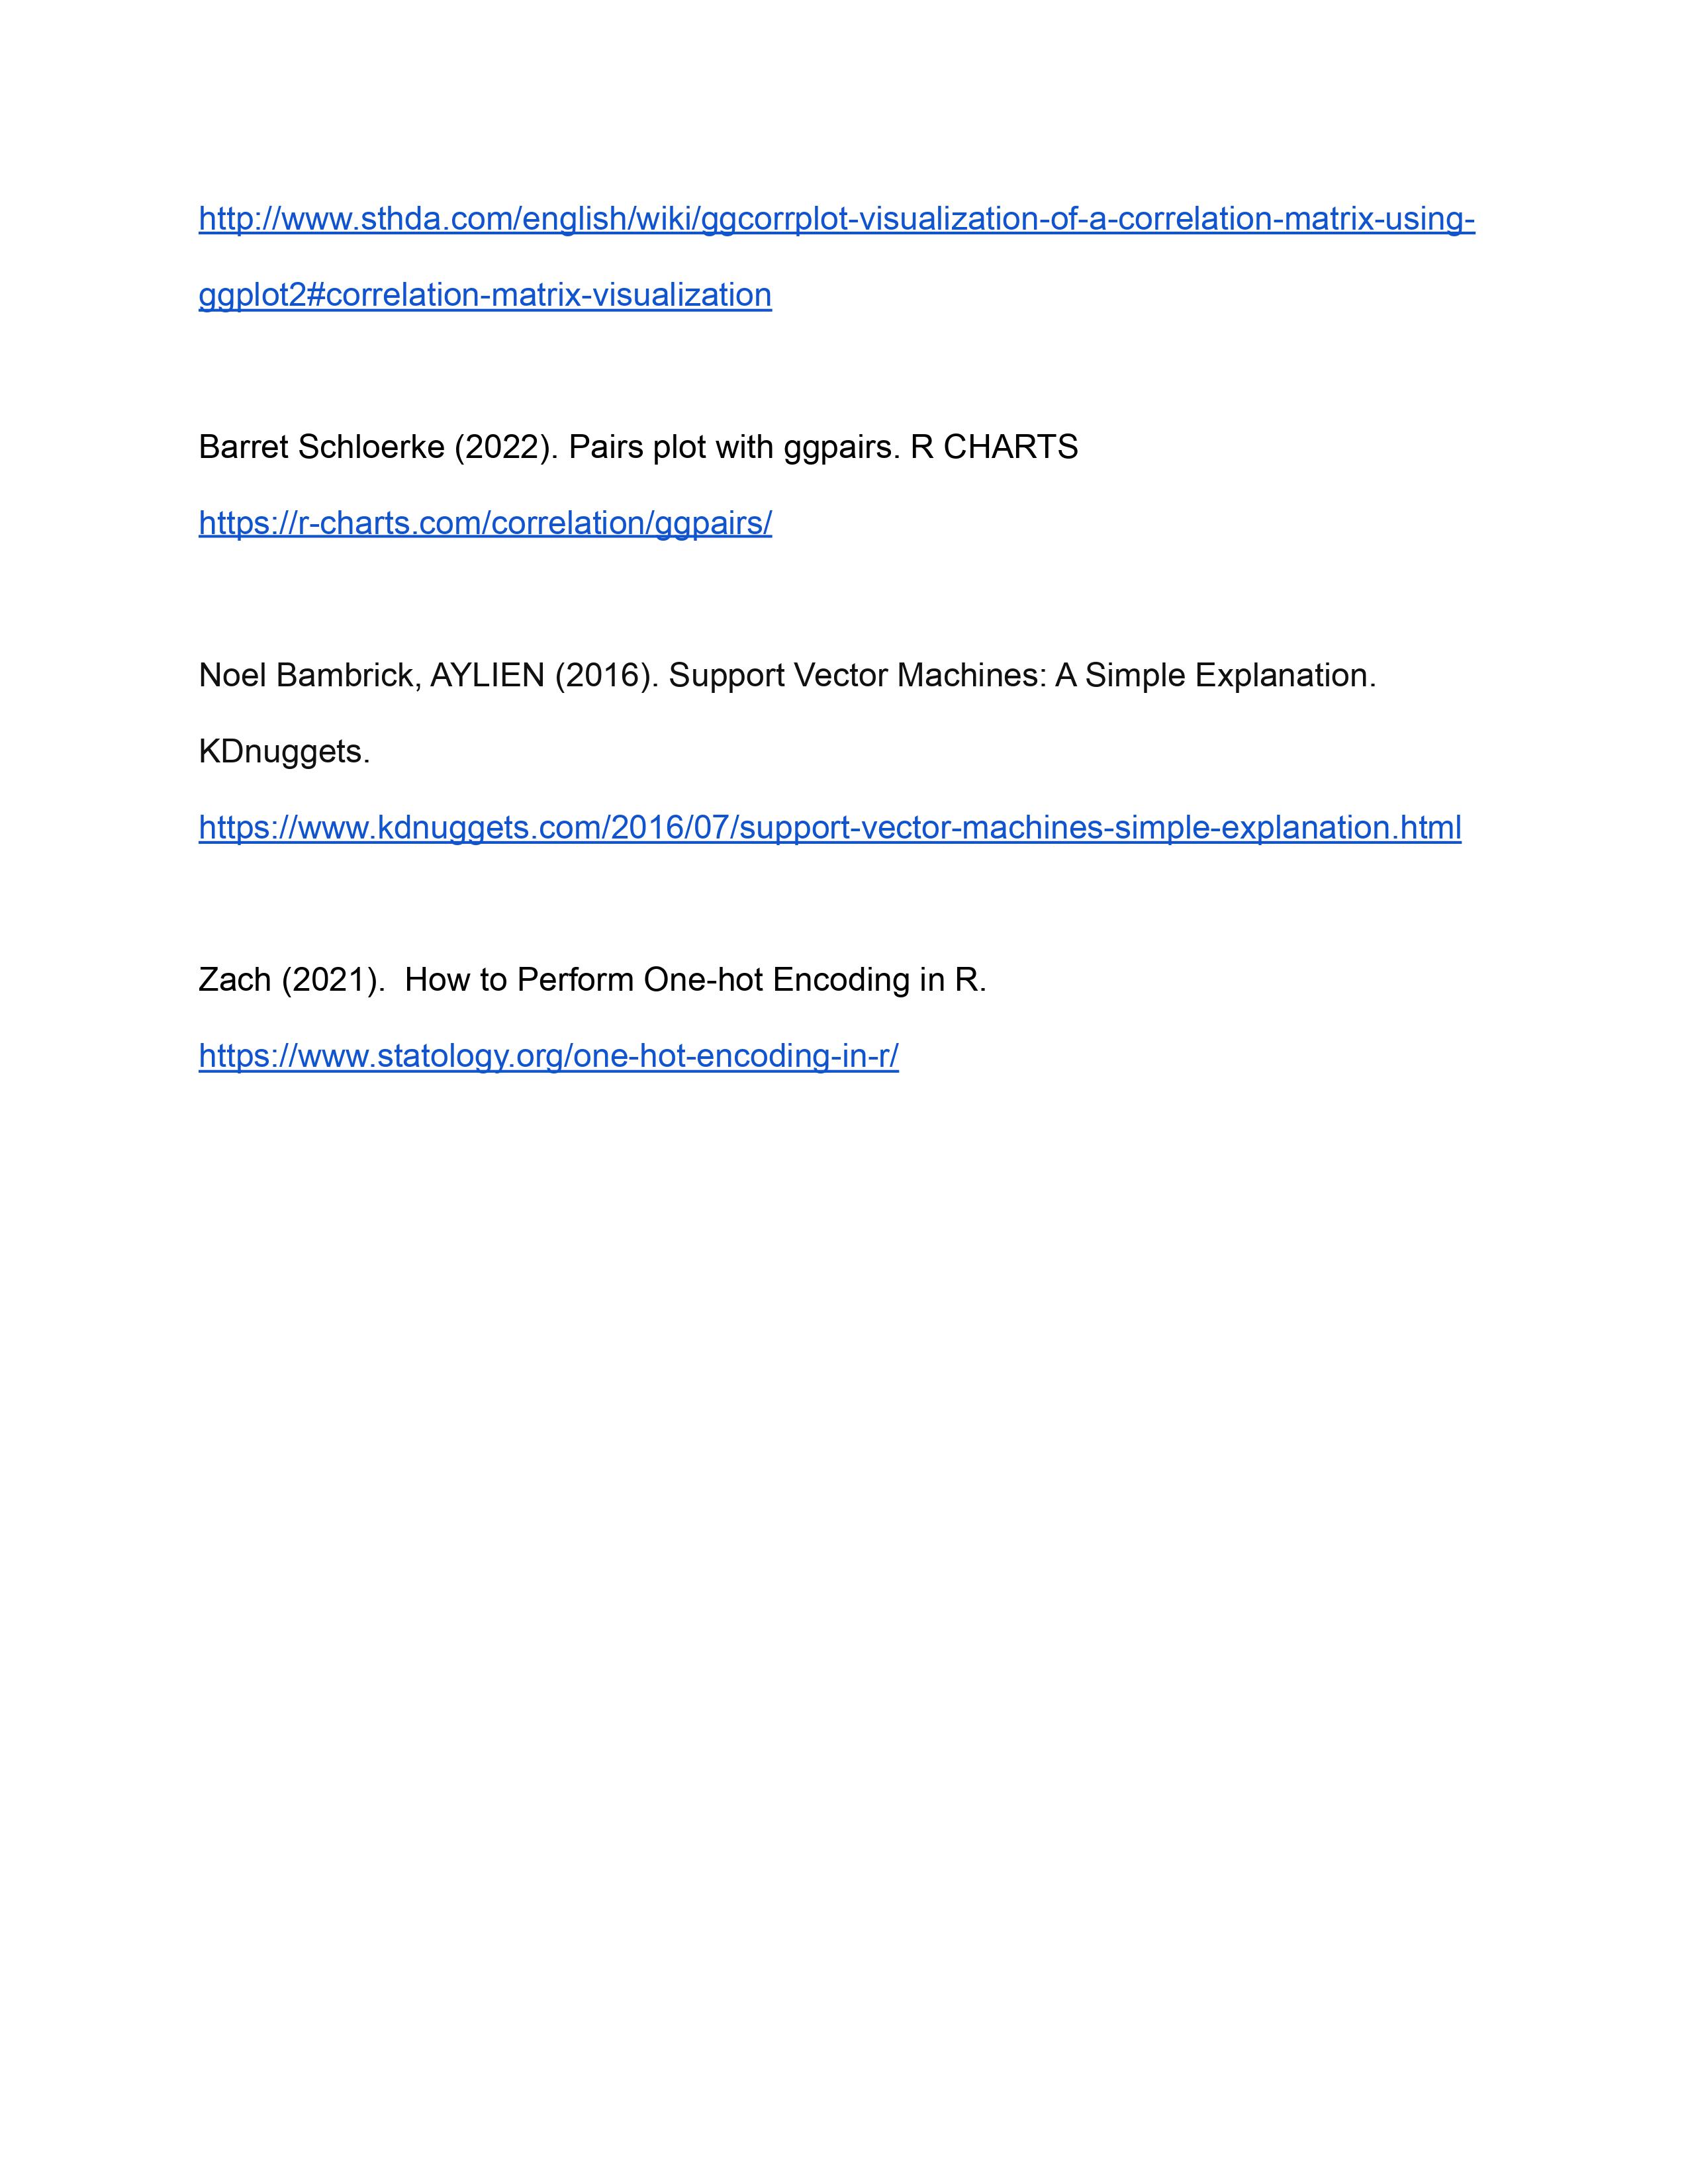 http://www.sthda.com/english/wiki/ggcorrplot-visualization-of-a-correlation-matrix-using-
ggplot2#correlation-matrix-visualization
Barret Schloerke (2022). Pairs plot with ggpairs. R CHARTS
https://r-charts.com/correlation/ggpairs/
Noel Bambrick, AYLIEN (2016). Support Vector Machines: A Simple Explanation.
KDnuggets.
https://www.kdnuggets.com/2016/07/support-vector-machines-simple-explanation.html
Zach (2021).  How to Perform One-hot Encoding in R.
https://www.statology.org/one-hot-encoding-in-r/